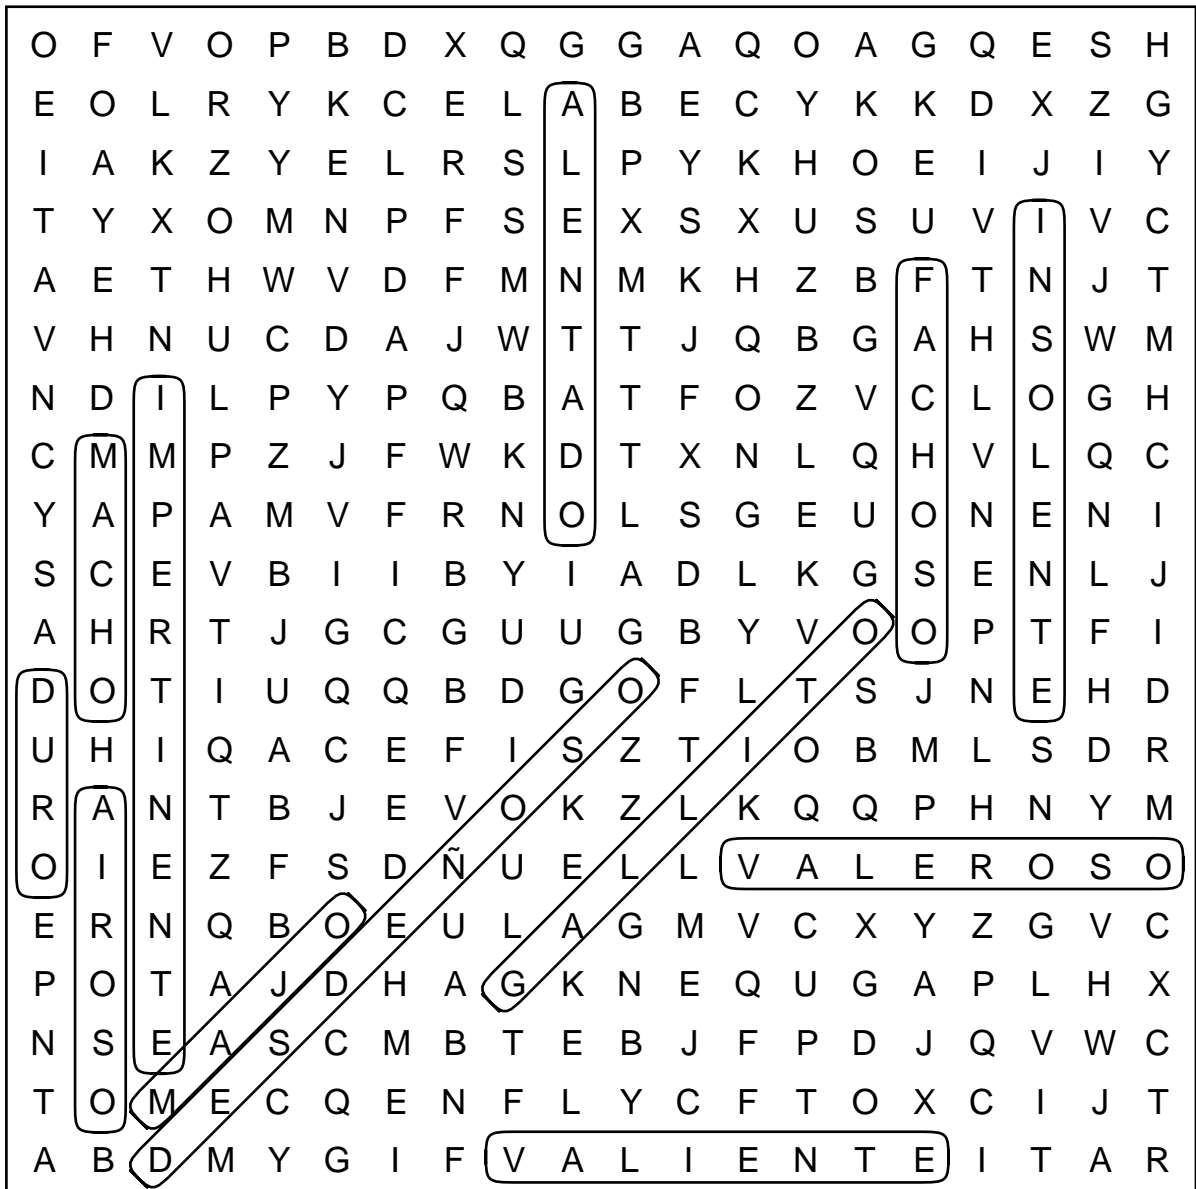 O F V O P B D X Q G G A Q O A G Q E S H
E O L R Y K C E L A B E C Y K K D X Z G
I A K Z Y E L R S L P Y K H O E I J I Y
T Y X O M N P F S E X S X U S U V I V C
A E T H W V D F M N M K H Z B F T N J T
V H N U C D A J W T T J Q B G A H S W M
N D I L P Y P Q B A T F O Z V C L O G H
C M M P Z J F W K D T X N L Q H V L Q C
Y A P A M V F R N O L S G E U O N E N I
S C E V B I I B Y I A D L K G S E N L J
A H R T J G C G U U G B Y V O O P T F I
D O T I U Q Q B D G O F L T S J N E H D
U H I Q A C E F I S Z T I O B M L S D R
R A N T B J E V O K Z L K Q Q P H N Y M
O I E Z F S D Ñ U E L L V A L E R O S O
E R N Q B O E U L A G M V C X Y Z G V C
P O T A J D H A G K N E Q U G A P L H X
N S E A S C M B T E B J F P D J Q V W C
T O M E C Q E N F L Y C F T O X C I J T
A B D M Y G I F V A L I E N T E I T A R